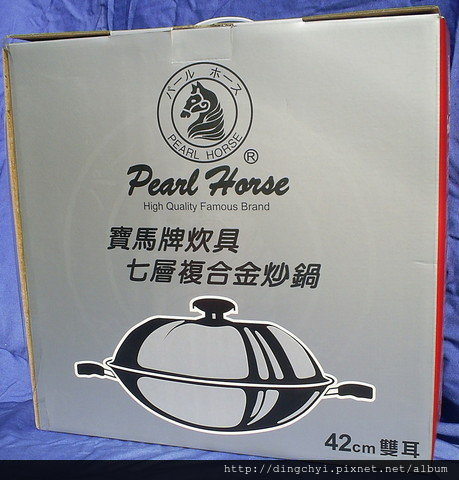 パール ホース
PEARL HORSE
®
Pearl Horse
High Quality Famous Brand
寶馬牌炊具
七層複合金炒鍋
42cm 雙耳
http://dingchyi.pixnet.net/album